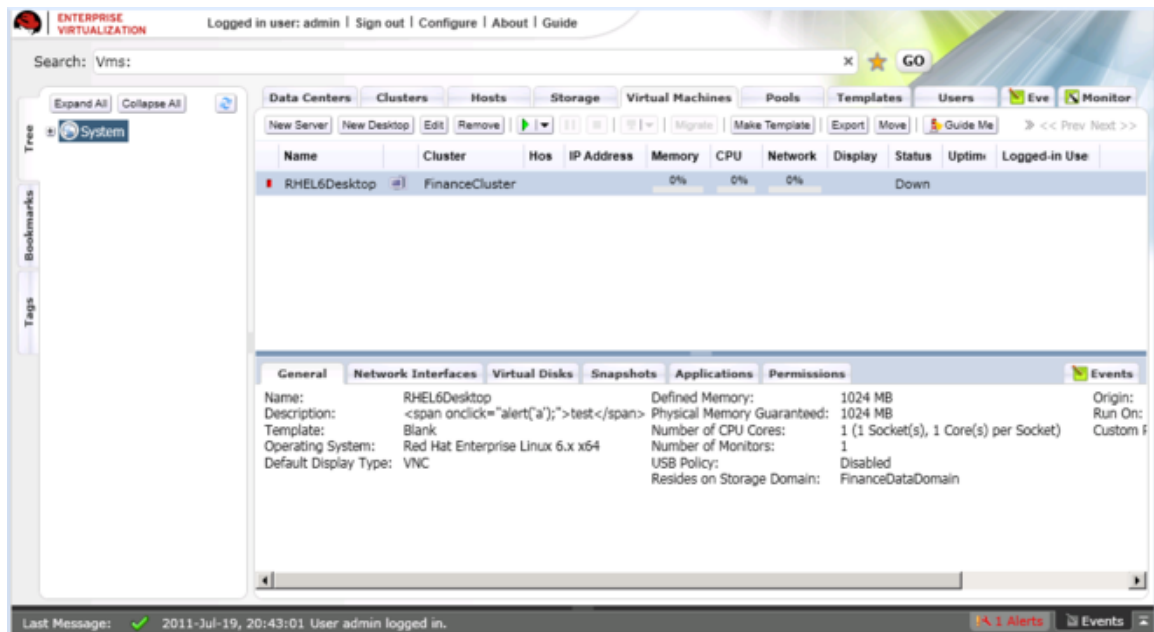 ENTERPRISE
VIRTUALIZATION
Logged in user: admin | Sign out | Configure | About | Guide
Search: Vms: × GO
Expand All Collapse All
System
Tree
Bookmarks
Tags
Data Centers Clusters Hosts Storage Virtual Machines Pools Templates Users Eve Monitor
New Server New Desktop Edit Remove Migrate Make Template Export Move Guide Me << Prev Next >>
Name Cluster Hos IP Address Memory CPU Network Display Status Uptime Logged-in Use
RHEL6Desktop FinanceCluster 0% 0% 0% Down
General Network Interfaces Virtual Disks Snapshots Applications Permissions Events
Name: RHEL6Desktop Defined Memory: 1024 MB Origin:
Description: <span onclick="alert('a');">test</span> Physical Memory Guaranteed: 1024 MB Run On:
Template: Blank Number of CPU Cores: 1 (1 Socket(s), 1 Core(s) per Socket) Custom
Operating System: Red Hat Enterprise Linux 6.x x64 Number of Monitors: 1
Default Display Type: VNC USB Policy: Disabled
Resides on Storage Domain: FinanceDataDomain
Last Message: 2011-Jul-19, 20:43:01 User admin logged in. 1 Alerts Events